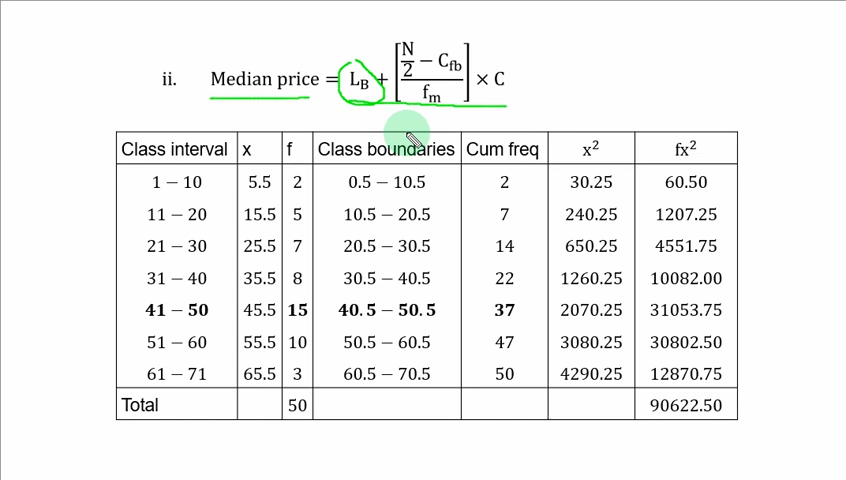 ii. Median price = L_B + [(N/2 − C_fb)/f_m] × C
Class interval x f Class boundaries Cum freq x² fx²
1 − 10 5.5 2 0.5 − 10.5 2 30.25 60.50
11 − 20 15.5 5 10.5 − 20.5 7 240.25 1207.25
21 − 30 25.5 7 20.5 − 30.5 14 650.25 4551.75
31 − 40 35.5 8 30.5 − 40.5 22 1260.25 10082.00
41 − 50 45.5 15 40.5 − 50.5 37 2070.25 31053.75
51 − 60 55.5 10 50.5 − 60.5 47 3080.25 30802.50
61 − 71 65.5 3 60.5 − 70.5 50 4290.25 12870.75
Total 50 90622.50